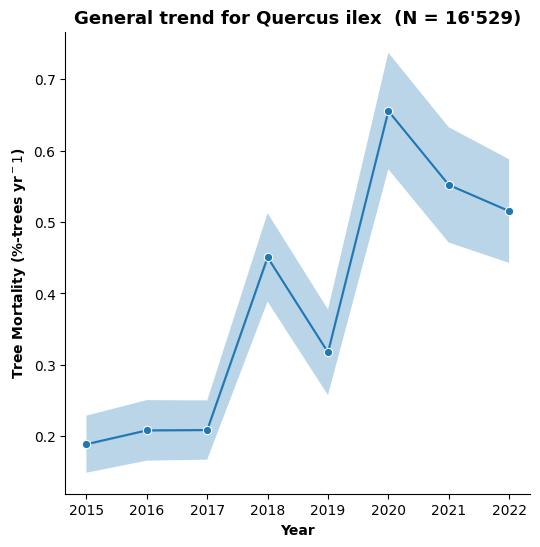 General trend for Quercus ilex  (N = 16'529)
Tree Mortality (%-trees yr⁻1)
0.7
0.6
0.5
0.4
0.3
0.2
2015 2016 2017 2018 2019 2020 2021 2022
Year